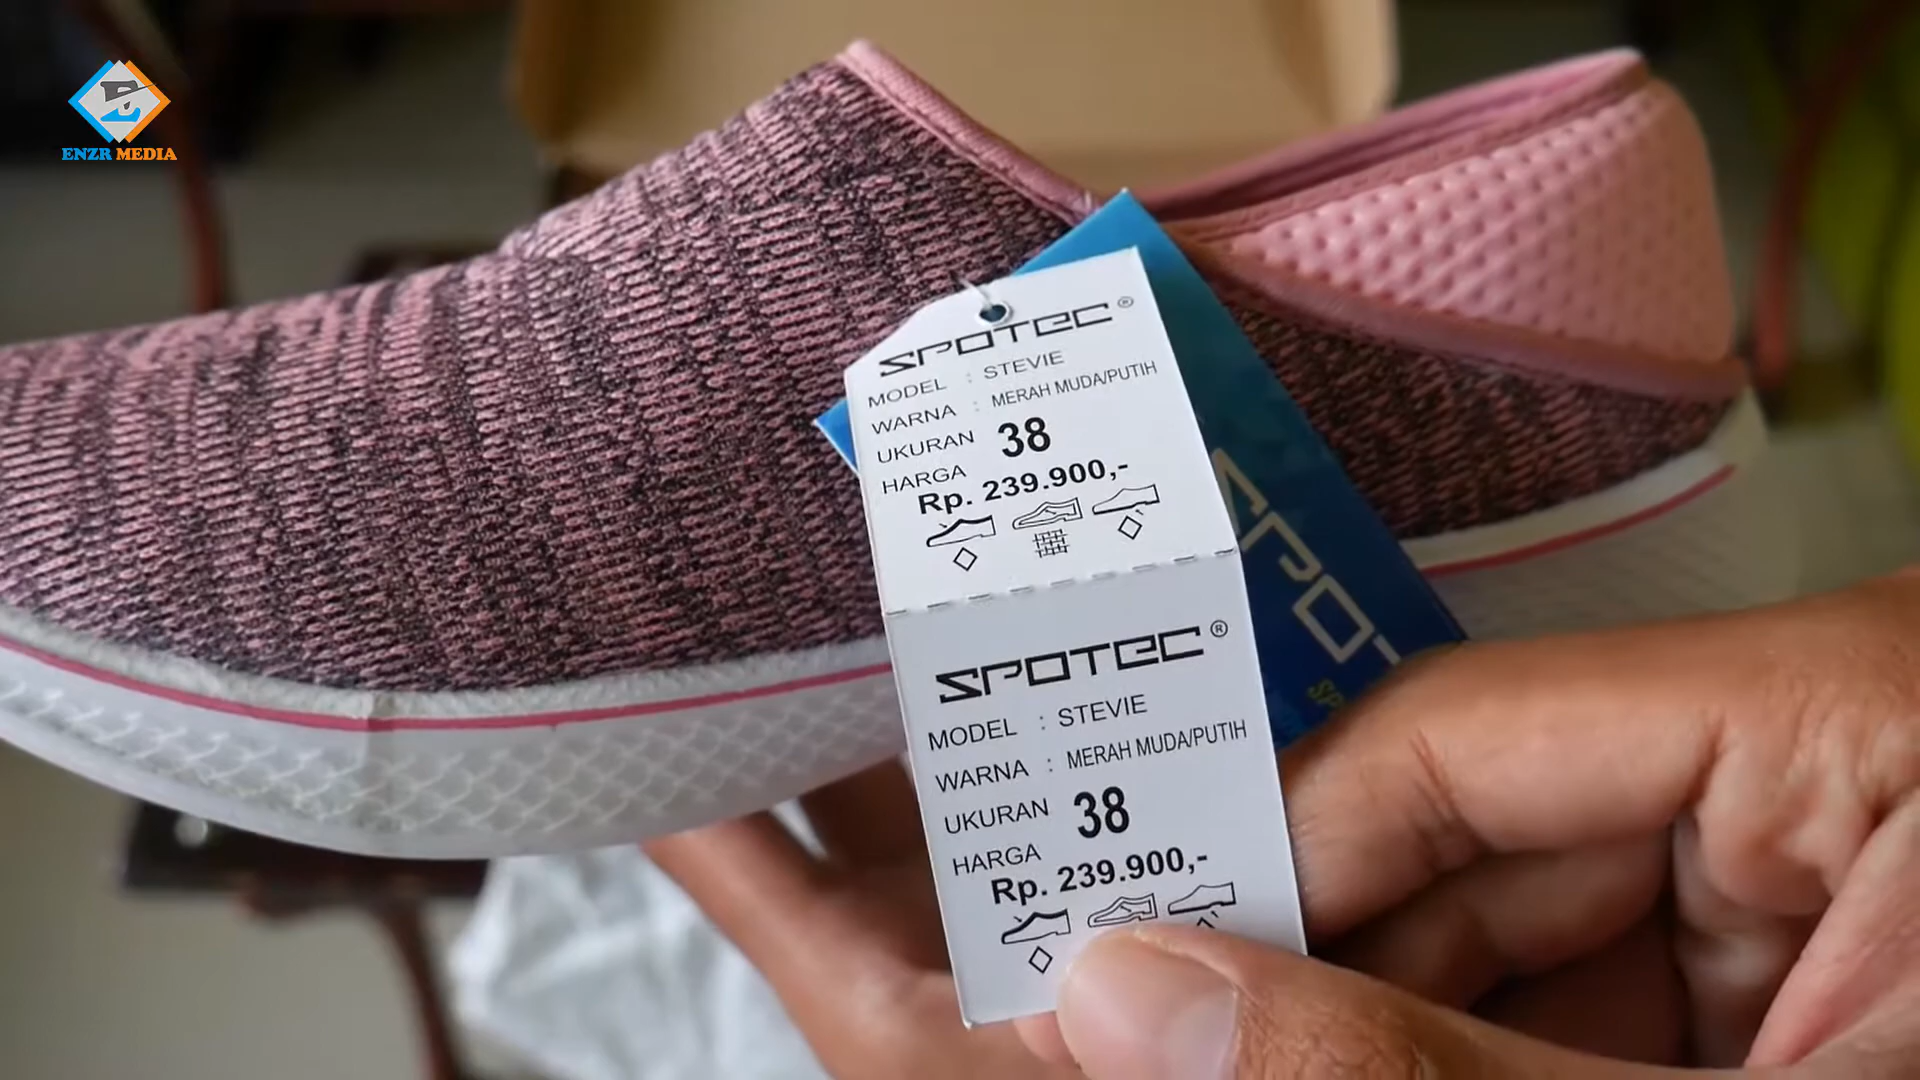 ENZR MEDIA
SPOTEC®
MODEL : STEVIE
WARNA : MERAH MUDA/PUTIH
UKURAN 38
HARGA
Rp. 239.900,-
SPOTEC®
MODEL : STEVIE
WARNA : MERAH MUDA/PUTIH
UKURAN 38
HARGA
Rp. 239.900,-
SPOT